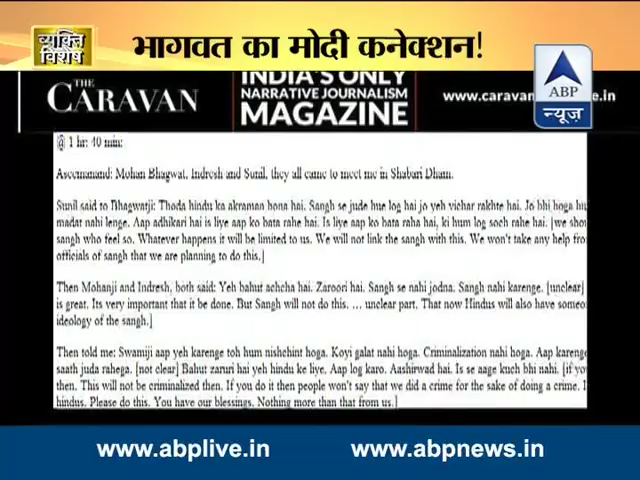 व्यक्ति विशेष
भागवत का मोदी कनेक्शन!
THE
CARAVAN
INDIA'S ONLY
NARRATIVE JOURNALISM
MAGAZINE
www.caravan e.in
ABP
न्यूज़
@ 1 hr: 40 min:
Aseemanand: Mohan Bhagwat, Indresh and Sunil, they all came to meet me in Shabari Dham.
Sunil said to Bhagwatji: Thoda hindu ka akraman hona hai. Sangh se jude hue log hai jo yeh vichar rakhte hai. Jo bhi hoga hu
madat nahi lenge. Aap adhikari hai is liye aap ko bata rahe hai. Is liye aap ko bata raha hai, ki hum log soch rahe hai. [we shou
sangh who feel so. Whatever happens it will be limited to us. We will not link the sangh with this. We won't take any help from
officials of sangh that we are planning to do this.]
Then Mohanji and Indresh, both said: Yeh bahut achcha hai. Zaroori hai. Sangh se nahi jodna. Sangh nahi karenge. [unclear]
is great. Its very important that it be done. But Sangh will not do this. ... unclear part. That now Hindus will also have someo
ideology of the sangh.]
Then told me: Swamiji aap yeh karenge toh hum nishchint hoga. Koyi galat nahi hoga. Criminalization nahi hoga. Aap karenge
saath juda rahega. [not clear] Bahut zaruri hai yeh hindu ke liye. Aap log karo. Aashirwad hai. Is se aage kuch bhi nahi. [if you
then. This will not be criminalized then. If you do it then people won't say that we did a crime for the sake of doing a crime. I
hindus. Please do this. You have our blessings. Nothing more than that from us.]
www.abplive.in
www.abpnews.in